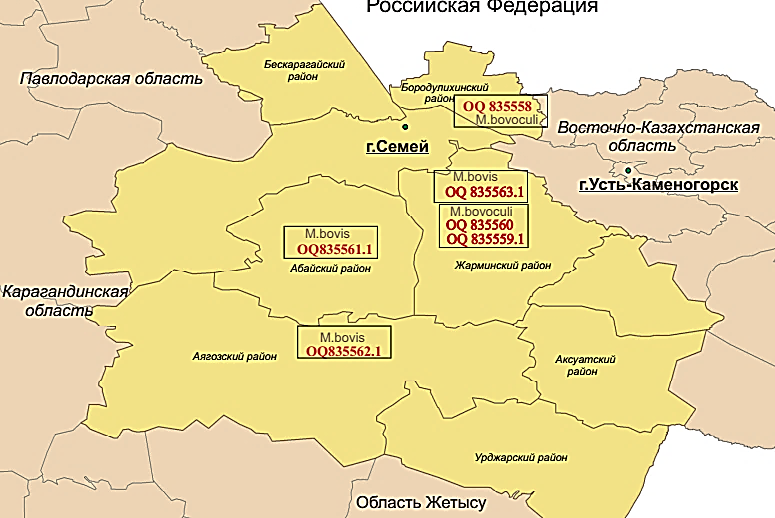 Российская Федерация
Бескарагайский
район
Павлодарская область
Бородулихинский
район
OQ 835558
M.bovoculi
Восточно-Казахстанская
область
г.Семей
г.Усть-Каменогорск
M.bovis
OQ 835563.1
M.bovoculi
OQ 835560
OQ 835559.1
M.bovis
OQ835561.1
Абайский район
Жарминский район
Карагандинская
область
M.bovis
OQ835562.1
Аягозский район
Аксуатский
район
Урджарский район
Область Жетысу